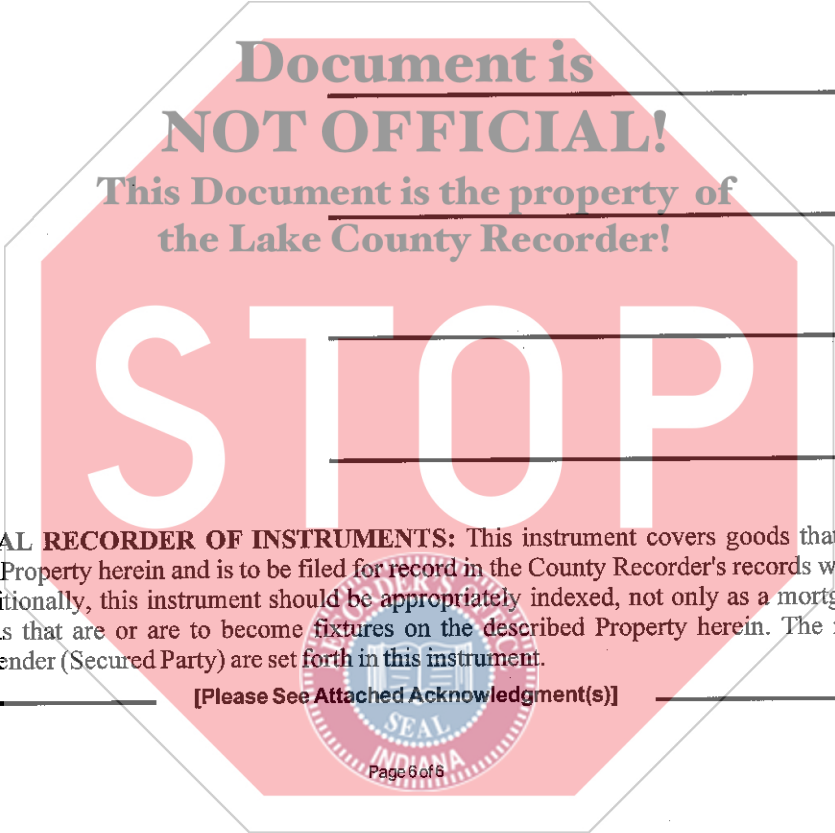 Document is
NOT OFFICIAL!
This Document is the property of
the Lake County Recorder!
STOP
AL RECORDER OF INSTRUMENTS: This instrument covers goods that
Property herein and is to be filed for record in the County Recorder's records w
itionally, this instrument should be appropriately indexed, not only as a mortg
s that are or are to become fixtures on the described Property herein. The
ender (Secured Party) are set forth in this instrument.
[Please See Attached Acknowledgment(s)]
SEAL
INDIANA
Page 6 of 6